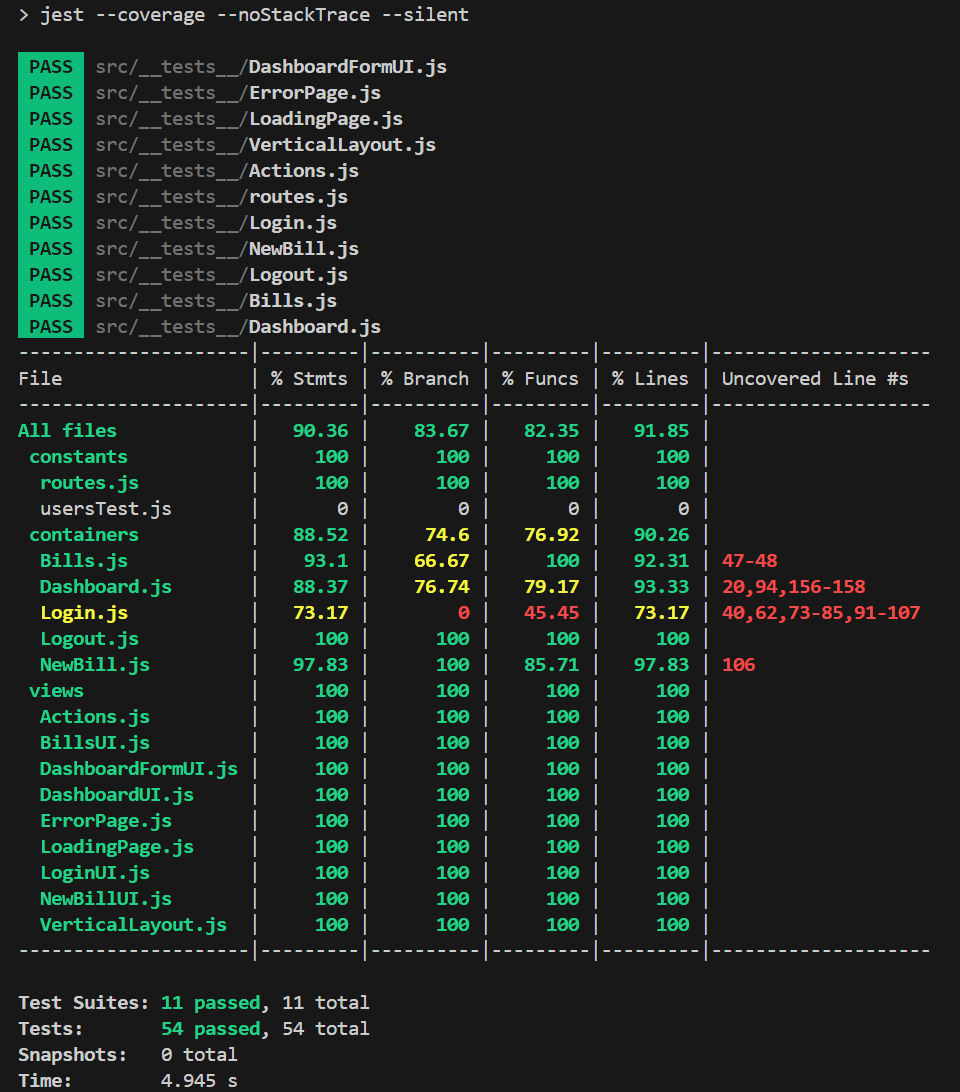 > jest --coverage --noStackTrace --silent
PASS src/__tests__/DashboardFormUI.js
PASS src/__tests__/ErrorPage.js
PASS src/__tests__/LoadingPage.js
PASS src/__tests__/VerticalLayout.js
PASS src/__tests__/Actions.js
PASS src/__tests__/routes.js
PASS src/__tests__/Login.js
PASS src/__tests__/NewBill.js
PASS src/__tests__/Logout.js
PASS src/__tests__/Bills.js
PASS src/__tests__/Dashboard.js
---------------------|---------|----------|---------|---------|--------------------
File                 | % Stmts | % Branch | % Funcs | % Lines | Uncovered Line #s
---------------------|---------|----------|---------|---------|--------------------
All files            |   90.36 |    83.67 |   82.35 |   91.85 |
 constants           |     100 |      100 |     100 |     100 |
  routes.js          |     100 |      100 |     100 |     100 |
  usersTest.js       |       0 |        0 |       0 |       0 |
 containers          |   88.52 |     74.6 |   76.92 |   90.26 |
  Bills.js           |    93.1 |    66.67 |     100 |   92.31 | 47-48
  Dashboard.js       |   88.37 |    76.74 |   79.17 |   93.33 | 20,94,156-158
  Login.js           |   73.17 |        0 |   45.45 |   73.17 | 40,62,73-85,91-107
  Logout.js          |     100 |      100 |     100 |     100 |
  NewBill.js         |   97.83 |      100 |   85.71 |   97.83 | 106
 views               |     100 |      100 |     100 |     100 |
  Actions.js         |     100 |      100 |     100 |     100 |
  BillsUI.js         |     100 |      100 |     100 |     100 |
  DashboardFormUI.js |     100 |      100 |     100 |     100 |
  DashboardUI.js     |     100 |      100 |     100 |     100 |
  ErrorPage.js       |     100 |      100 |     100 |     100 |
  LoadingPage.js     |     100 |      100 |     100 |     100 |
  LoginUI.js         |     100 |      100 |     100 |     100 |
  NewBillUI.js       |     100 |      100 |     100 |     100 |
  VerticalLayout.js  |     100 |      100 |     100 |     100 |
---------------------|---------|----------|---------|---------|--------------------
Test Suites: 11 passed, 11 total
Tests:       54 passed, 54 total
Snapshots:   0 total
Time:        4.945 s